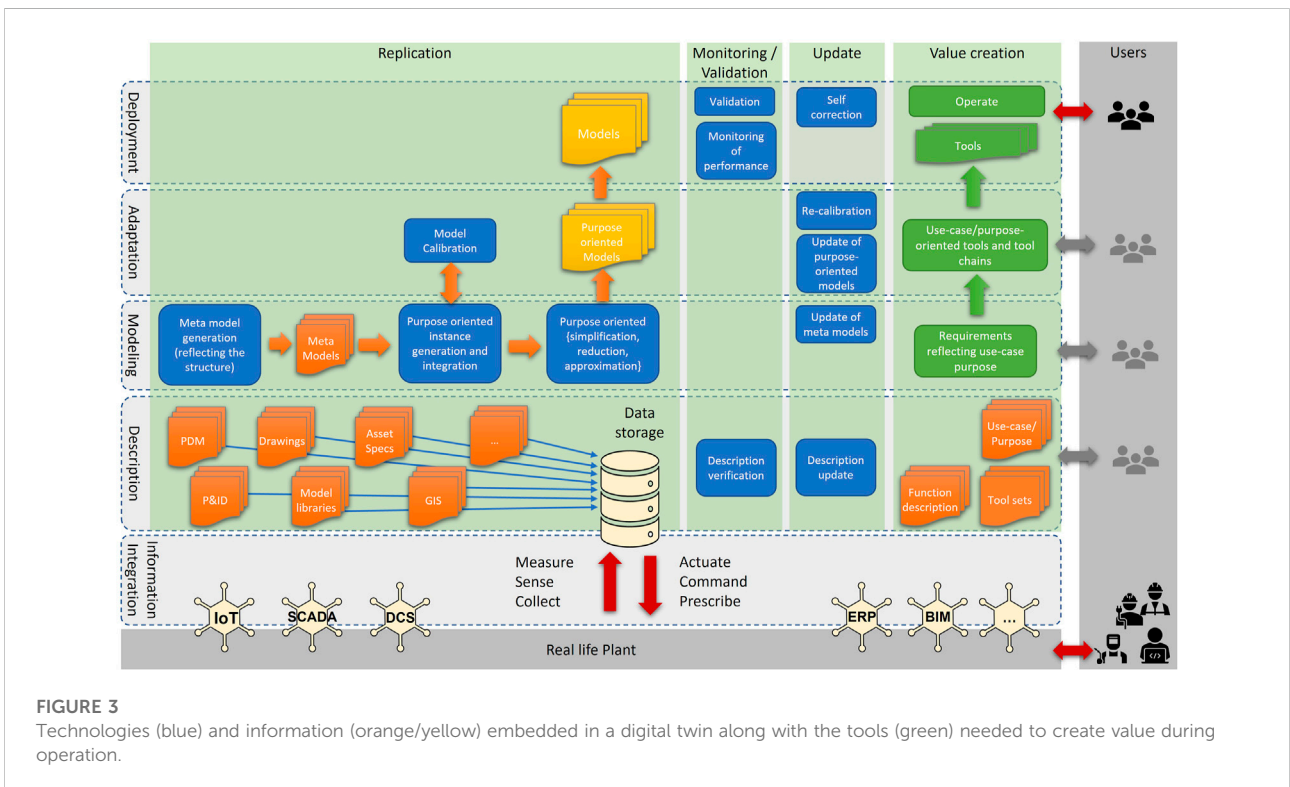 Replication
Monitoring /
Validation
Update
Value creation
Users
Deployment
Models
Validation
Monitoring
of
performance
Self
correction
Operate
Tools
Adaptation
Model
Calibration
Purpose
oriented
Models
Re-calibration
Update of
purpose-
oriented
models
Use-case/purpose-
oriented tools and tool
chains
Modeling
Meta model
generation
(reflecting the
structure)
Meta
Models
Purpose oriented
instance
generation and
integration
Purpose oriented
{simplification,
reduction,
approximation}
Update of
meta models
Requirements
reflecting use-case
purpose
Description
PDM
Drawings
Asset
Specs
...
Data
storage
P&ID
Model
libraries
GIS
Description
verification
Description
update
Use-case/
Purpose
Function
description
Tool sets
Information
Integration
Measure
Sense
Collect
Actuate
Command
Prescribe
IoT
SCADA
DCS
ERP
BIM
...
</>
Real life Plant
FIGURE 3
Technologies (blue) and information (orange/yellow) embedded in a digital twin along with the tools (green) needed to create value during
operation.